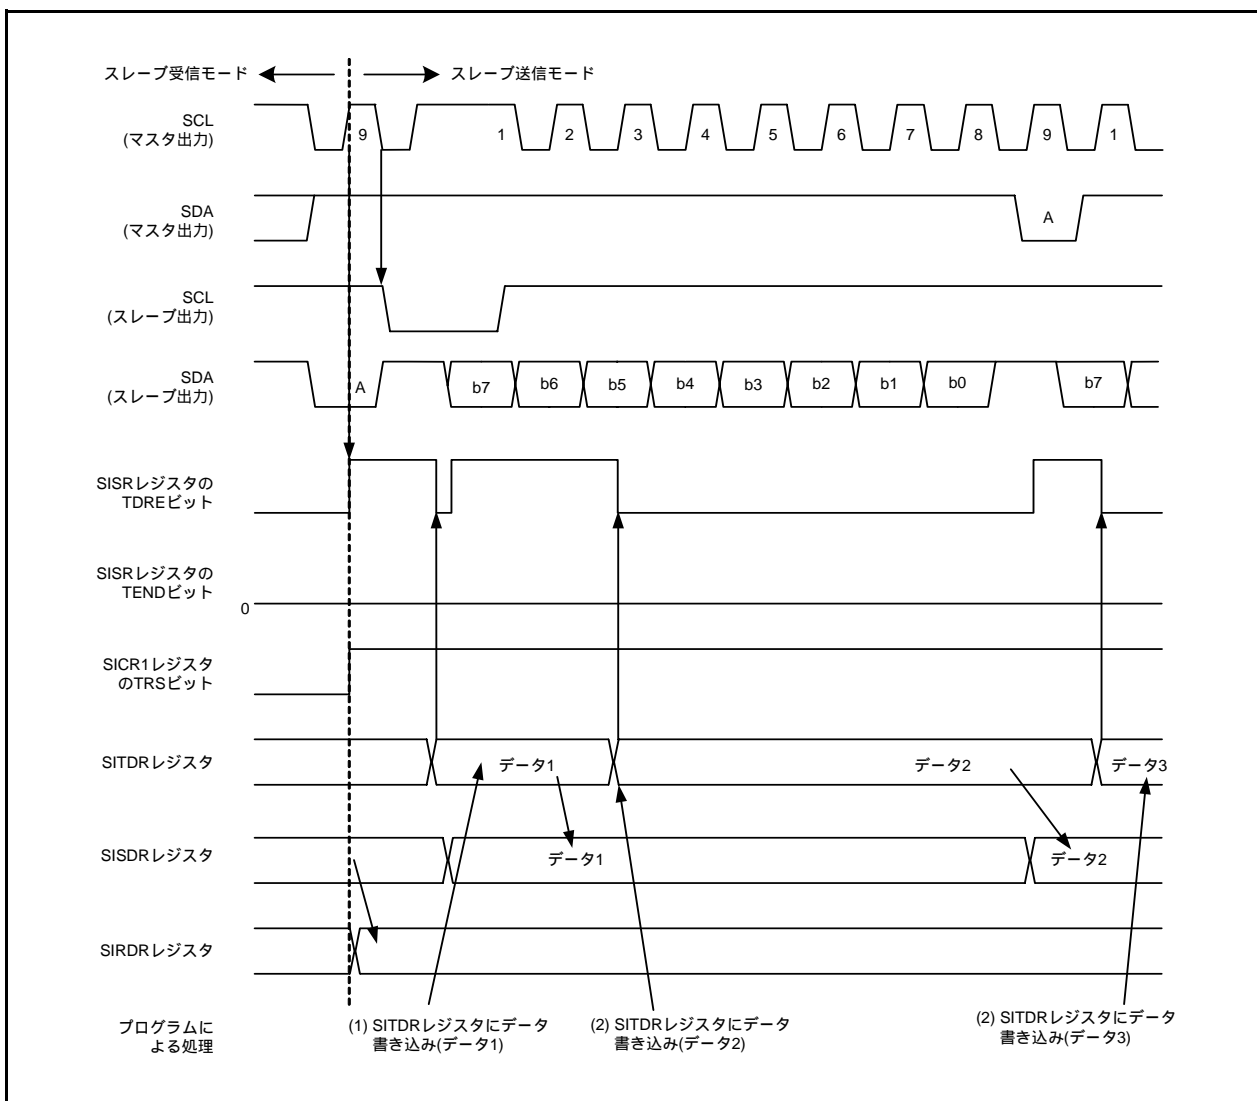 スレーブ受信モード
スレーブ送信モード
SCL
(マスタ出力)
9 1 2 3 4 5 6 7 8 9 1
SDA
(マスタ出力)
A
SCL
(スレーブ出力)
SDA
(スレーブ出力)
A b7 b6 b5 b4 b3 b2 b1 b0 b7
SISRレジスタの
TDREビット
SISRレジスタの
TENDビット
0
SICR1レジスタ
のTRSビット
SITDRレジスタ
データ1 データ2 データ3
SISDRレジスタ
データ1 データ2
SIRDRレジスタ
プログラムに
よる処理
(1) SITDRレジスタにデータ
書き込み(データ1)
(2) SITDRレジスタにデータ
書き込み(データ2)
(2) SITDRレジスタにデータ
書き込み(データ3)